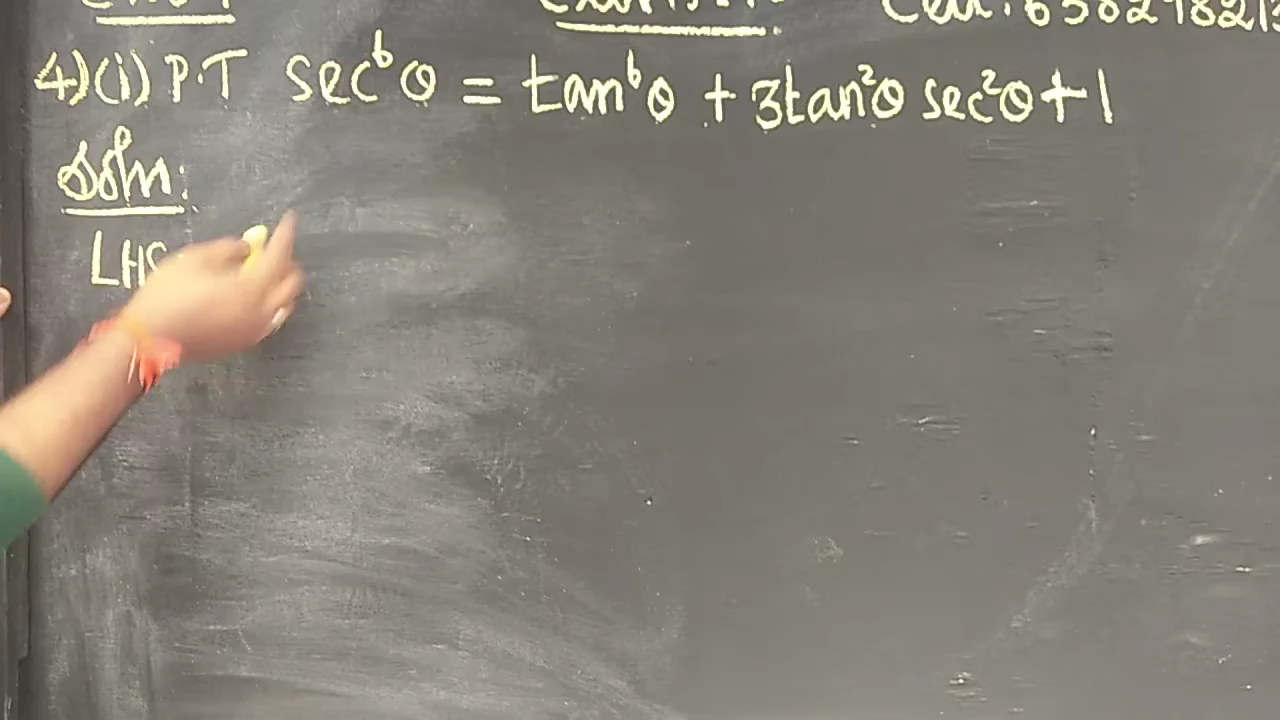 4)(i) P.T sec⁶θ = tan⁶θ + 3tan²θ sec²θ + 1
Soln:
LHS